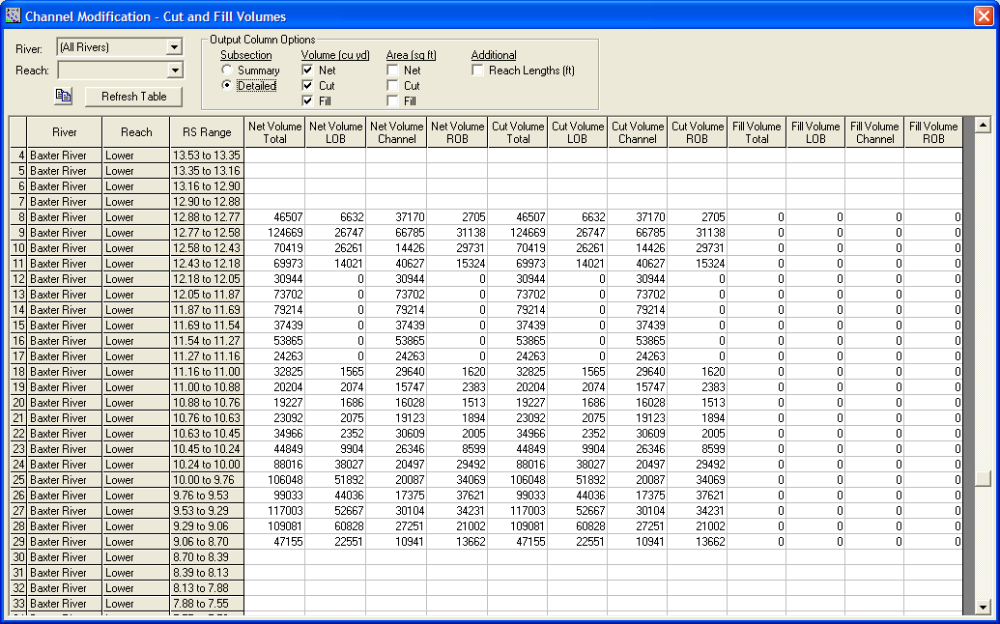 Channel Modification - Cut and Fill Volumes
River: (All Rivers)
Reach:
Refresh Table
Output Column Options
Subsection Volume (cu yd) Area (sq ft) Additional
Summary Net Net Reach Lengths (ft)
Detailed Cut Cut
Fill Fill
River Reach RS Range Net Volume Total Net Volume LOB Net Volume Channel Net Volume ROB Cut Volume Total Cut Volume LOB Cut Volume Channel Cut Volume ROB Fill Volume Total Fill Volume LOB Fill Volume Channel Fill Volume ROB
4 Baxter River Lower 13.53 to 13.35
5 Baxter River Lower 13.35 to 13.16
6 Baxter River Lower 13.16 to 12.90
7 Baxter River Lower 12.90 to 12.88
8 Baxter River Lower 12.88 to 12.77 46507 6632 37170 2705 46507 6632 37170 2705 0 0 0 0
9 Baxter River Lower 12.77 to 12.58 124669 26747 66785 31138 124669 26747 66785 31138 0 0 0 0
10 Baxter River Lower 12.58 to 12.43 70419 26261 14426 29731 70419 26261 14426 29731 0 0 0 0
11 Baxter River Lower 12.43 to 12.18 69973 14021 40627 15324 69973 14021 40627 15324 0 0 0 0
12 Baxter River Lower 12.18 to 12.05 30944 0 30944 0 30944 0 30944 0 0 0 0 0
13 Baxter River Lower 12.05 to 11.87 73702 0 73702 0 73702 0 73702 0 0 0 0 0
14 Baxter River Lower 11.87 to 11.69 79214 0 79214 0 79214 0 79214 0 0 0 0 0
15 Baxter River Lower 11.69 to 11.54 37439 0 37439 0 37439 0 37439 0 0 0 0 0
16 Baxter River Lower 11.54 to 11.27 53865 0 53865 0 53865 0 53865 0 0 0 0 0
17 Baxter River Lower 11.27 to 11.16 24263 0 24263 0 24263 0 24263 0 0 0 0 0
18 Baxter River Lower 11.16 to 11.00 32825 1565 29640 1620 32825 1565 29640 1620 0 0 0 0
19 Baxter River Lower 11.00 to 10.88 20204 2074 15747 2383 20204 2074 15747 2383 0 0 0 0
20 Baxter River Lower 10.88 to 10.76 19227 1686 16028 1513 19227 1686 16028 1513 0 0 0 0
21 Baxter River Lower 10.76 to 10.63 23092 2075 19123 1894 23092 2075 19123 1894 0 0 0 0
22 Baxter River Lower 10.63 to 10.45 34966 2352 30609 2005 34966 2352 30609 2005 0 0 0 0
23 Baxter River Lower 10.45 to 10.24 44849 9904 26346 8599 44849 9904 26346 8599 0 0 0 0
24 Baxter River Lower 10.24 to 10.00 88016 38027 20497 29492 88016 38027 20497 29492 0 0 0 0
25 Baxter River Lower 10.00 to 9.76 106048 51892 20087 34069 106048 51892 20087 34069 0 0 0 0
26 Baxter River Lower 9.76 to 9.53 99033 44036 17375 37621 99033 44036 17375 37621 0 0 0 0
27 Baxter River Lower 9.53 to 9.29 117003 52667 30104 34231 117003 52667 30104 34231 0 0 0 0
28 Baxter River Lower 9.29 to 9.06 109081 60828 27251 21002 109081 60828 27251 21002 0 0 0 0
29 Baxter River Lower 9.06 to 8.70 47155 22551 10941 13662 47155 22551 10941 13662 0 0 0 0
30 Baxter River Lower 8.70 to 8.39
31 Baxter River Lower 8.39 to 8.13
32 Baxter River Lower 8.13 to 7.88
33 Baxter River Lower 7.88 to 7.55